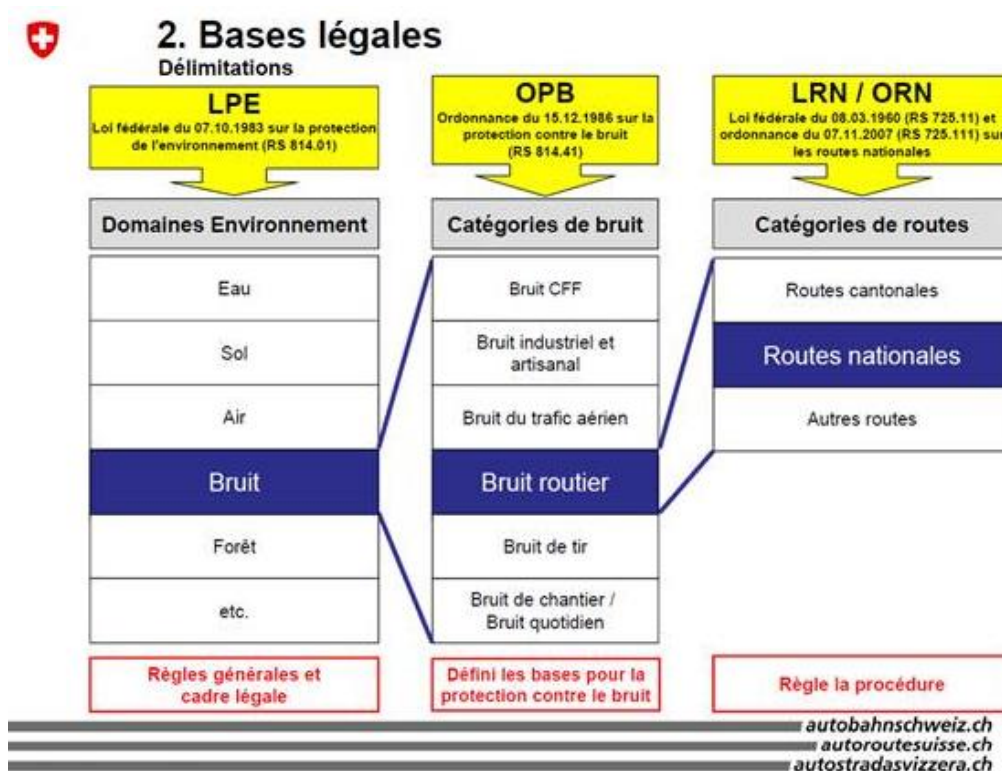 2. Bases légales
Délimitations
LPE
Loi fédérale du 07.10.1983 sur la protection
de l'environnement (RS 814.01)
Domaines Environnement
Eau
Sol
Air
Bruit
Forêt
etc.
Règles générales et
cadre légale
OPB
Ordonnance du 15.12.1986 sur la
protection contre le bruit
(RS 814.41)
Catégories de bruit
Bruit CFF
Bruit industriel et
artisanal
Bruit du trafic aérien
Bruit routier
Bruit de tir
Bruit de chantier /
Bruit quotidien
Défini les bases pour la
protection contre le bruit
LRN / ORN
Loi fédérale du 08.03.1960 (RS 725.11) et
ordonnance du 07.11.2007 (RS 725.111) sur
les routes nationales
Catégories de routes
Routes cantonales
Routes nationales
Autres routes
Règle la procédure
autobahnschweiz.ch
autoroutesuisse.ch
autostradasvizzera.ch